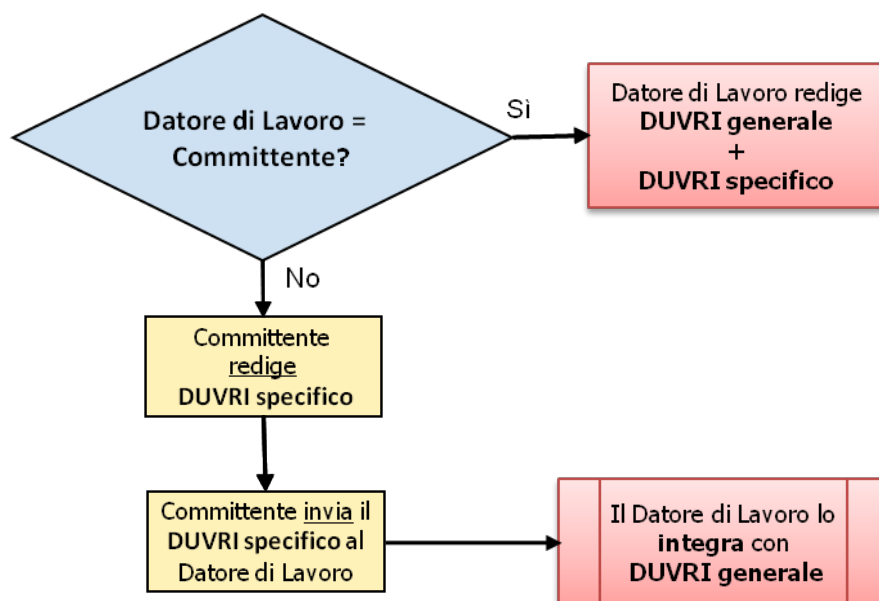 Datore di Lavoro =
Committente?
Sì
Datore di Lavoro redige
DUVRI generale
+
DUVRI specifico
No
Committente
redige
DUVRI specifico
Committente invia il
DUVRI specifico al
Datore di Lavoro
Il Datore di Lavoro lo
integra con
DUVRI generale